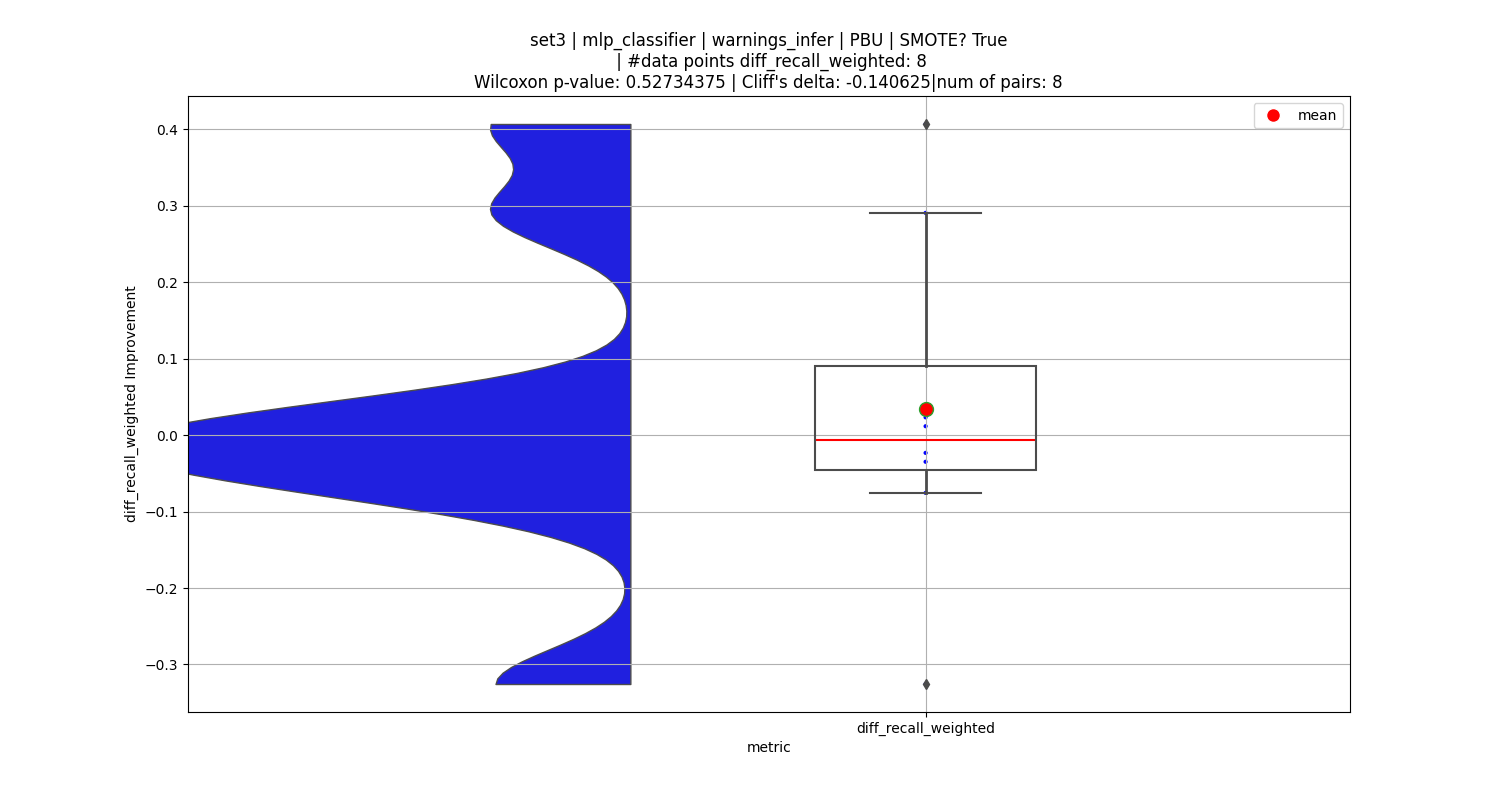 set3 | mlp_classifier | warnings_infer | PBU | SMOTE? True
| #data points diff_recall_weighted: 8
Wilcoxon p-value: 0.52734375 | Cliff's delta: -0.140625|num of pairs: 8
mean
0.4
0.3
0.2
0.1
0.0
−0.1
−0.2
−0.3
diff_recall_weighted Improvement
diff_recall_weighted
metric